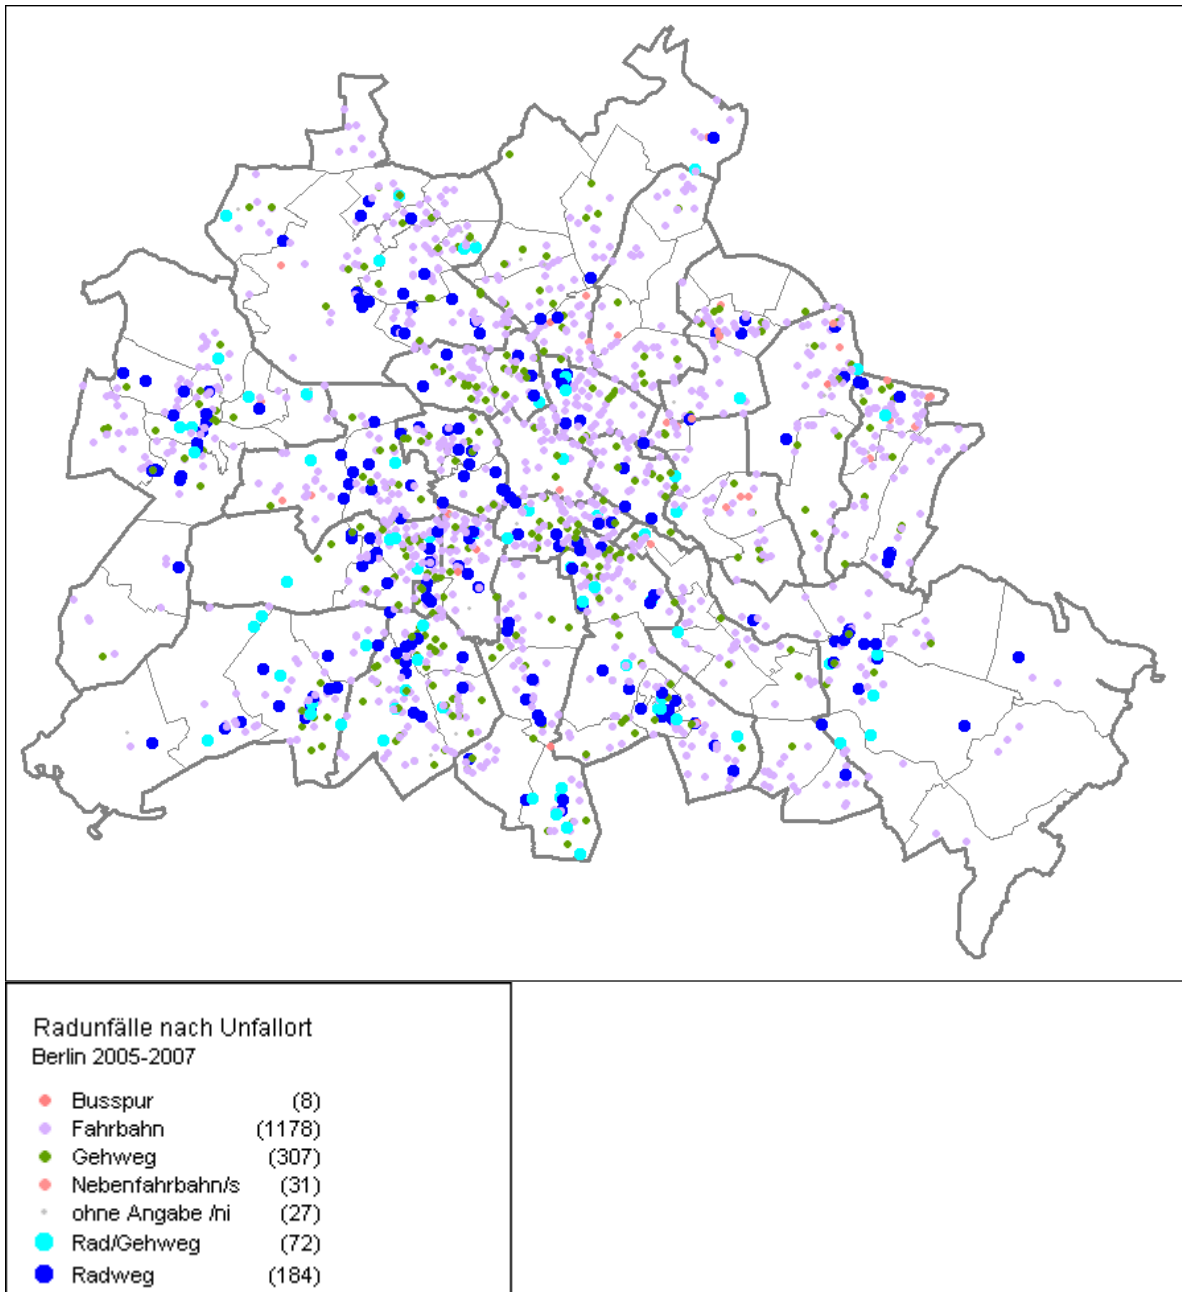 Radunfälle nach Unfallort
Berlin 2005-2007
Busspur (8)
Fahrbahn (1178)
Gehweg (307)
Nebenfahrbahn/s (31)
ohne Angabe /ni (27)
Rad/Gehweg (72)
Radweg (184)